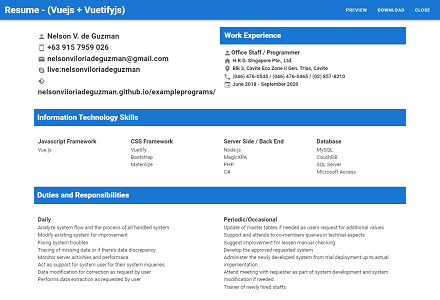 Resume - (Vuejs + Vuetifyjs)
PREVIEW DOWNLOAD CLOSE
Nelson V. de Guzman
+63 915 7959 026
nelsonviloriadeguzman@gmail.com
live:nelsonviloriadeguzman
nelsonviloriadeguzman.github.io/exampleprograms/
Work Experience
Office Staff / Programmer
H.R.D. Singapore Pte., Ltd.
Blk 3, Cavite Eco Zone II Gen. Trias, Cavite
(046) 476-0545 / (046) 476-0465 / (02) 857-8210
June 2018 - September 2020
Information Technology Skills
Javascript Framework
Vue.js
CSS Framework
Vuetify
Bootstrap
Materilize
Server Side / Back End
Node.js
MagicXPA
PHP
C#
Database
MySQL
CouchDB
SQL Server
Microsoft Access
Duties and Responsibilities
Daily
Analyze system flow and the process of all handled system
Modify existing system for improvement
Fixing system troubles
Tracing of missing data or if there's data discrepancy
Monitor server activities and performace
Act as support for system user for their system inquiries
Data modification for correction as request by user
Performs data extraction as requested by user
Periodic/Occasional
Update of master tables if needed as users request for additional values
Support and attends to co-members queries in technial aspects
Suggest improvement for lessen manual checking
Develop the approved requested system
Administer the newly developed system from trial deployment up to actual
implementation
Attend meeting with requester as part of system development and system
modification if needed.
Trainer of newly hired staffs